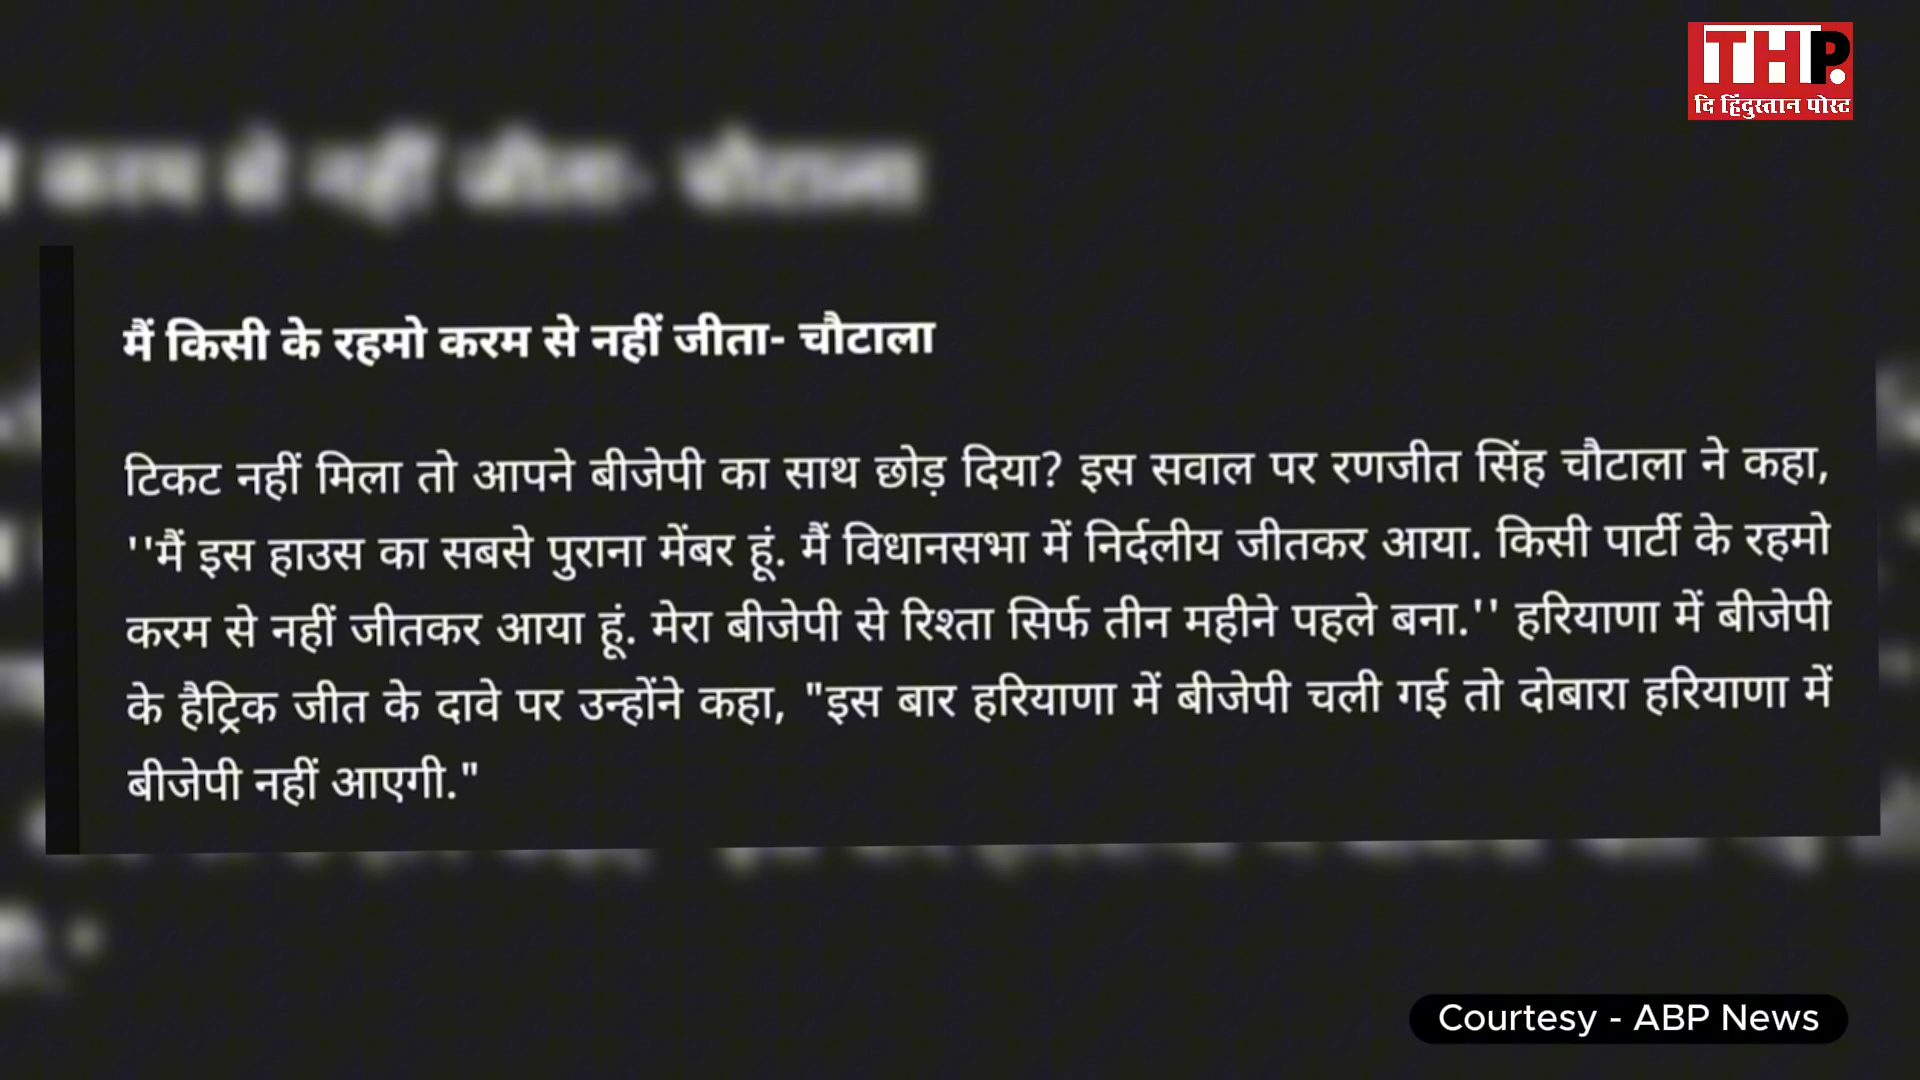 THP.
दि हिंदुस्तान पोस्ट
करम से नहीं जीता- चौटाला
मैं किसी के रहमो करम से नहीं जीता- चौटाला
टिकट नहीं मिला तो आपने बीजेपी का साथ छोड़ दिया? इस सवाल पर रणजीत सिंह चौटाला ने कहा,
''मैं इस हाउस का सबसे पुराना मेंबर हूं. मैं विधानसभा में निर्दलीय जीतकर आया. किसी पार्टी के रहमो
करम से नहीं जीतकर आया हूं. मेरा बीजेपी से रिश्ता सिर्फ तीन महीने पहले बना.'' हरियाणा में बीजेपी
के हैट्रिक जीत के दावे पर उन्होंने कहा, "इस बार हरियाणा में बीजेपी चली गई तो दोबारा हरियाणा में
बीजेपी नहीं आएगी."
Courtesy - ABP News